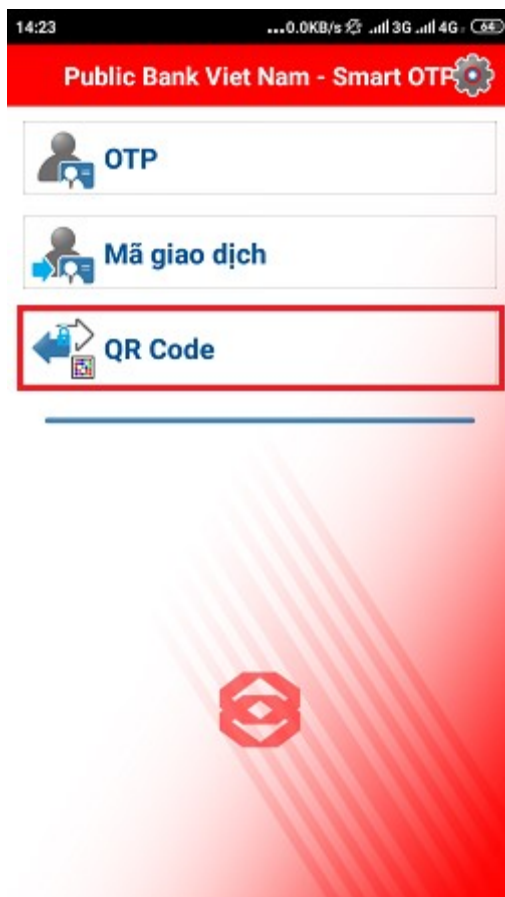 14:23 ...0.0KB/s 3G 4G 64
Public Bank Viet Nam - Smart OTP
OTP
Mã giao dịch
QR Code